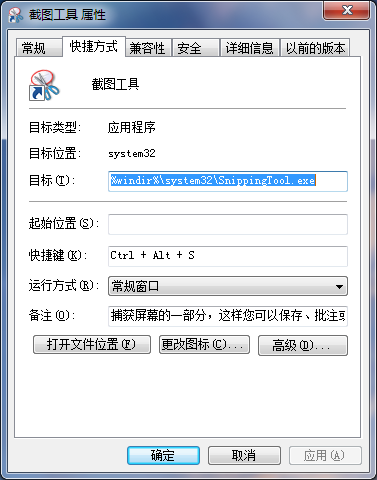 截图工具 属性
常规 快捷方式 兼容性 安全 详细信息 以前的版本
截图工具
目标类型: 应用程序
目标位置: system32
目标(T): %windir%\system32\SnippingTool.exe
起始位置(S):
快捷键(K): Ctrl + Alt + S
运行方式(R): 常规窗口
备注(O): 捕获屏幕的一部分，这样您可以保存、批注或
打开文件位置(F) 更改图标(C)... 高级(D)...
确定 取消 应用(A)